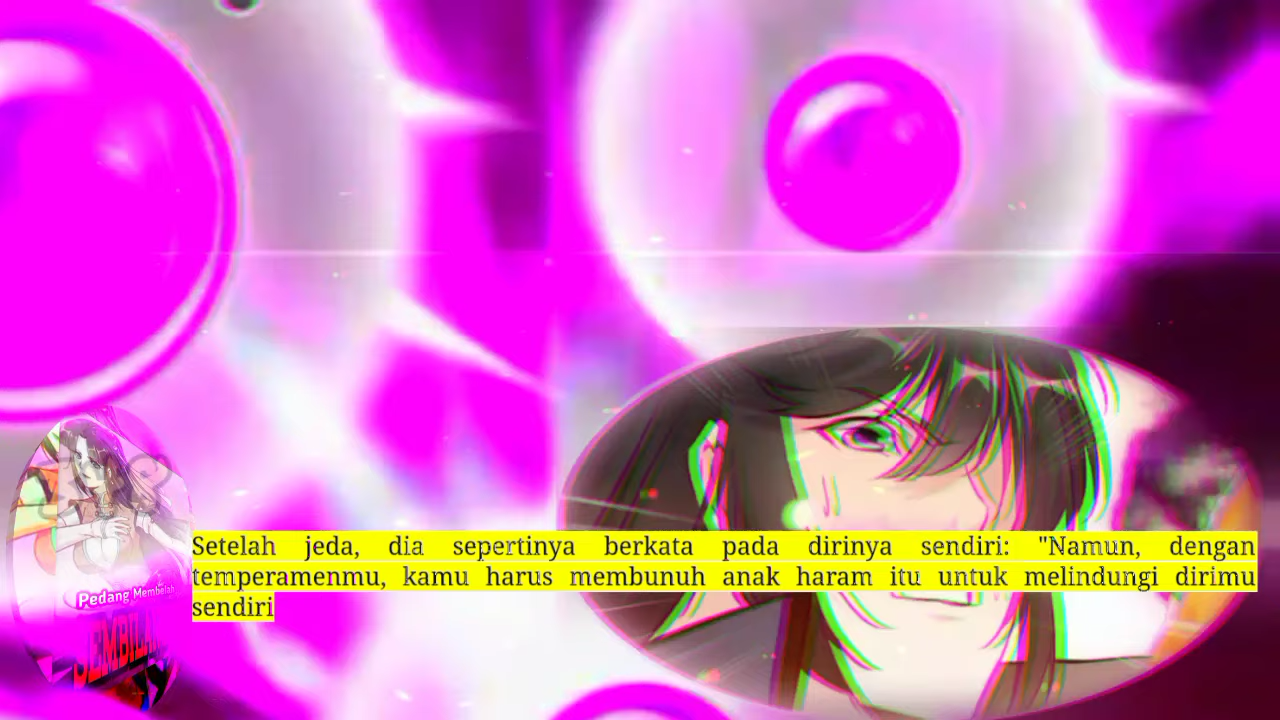 Setelah jeda, dia sepertinya berkata pada dirinya sendiri: "Namun, dengan
temperamenmu, kamu harus membunuh anak haram itu untuk melindungi dirimu
sendiri
Pedang Membelah
SEMBILAN